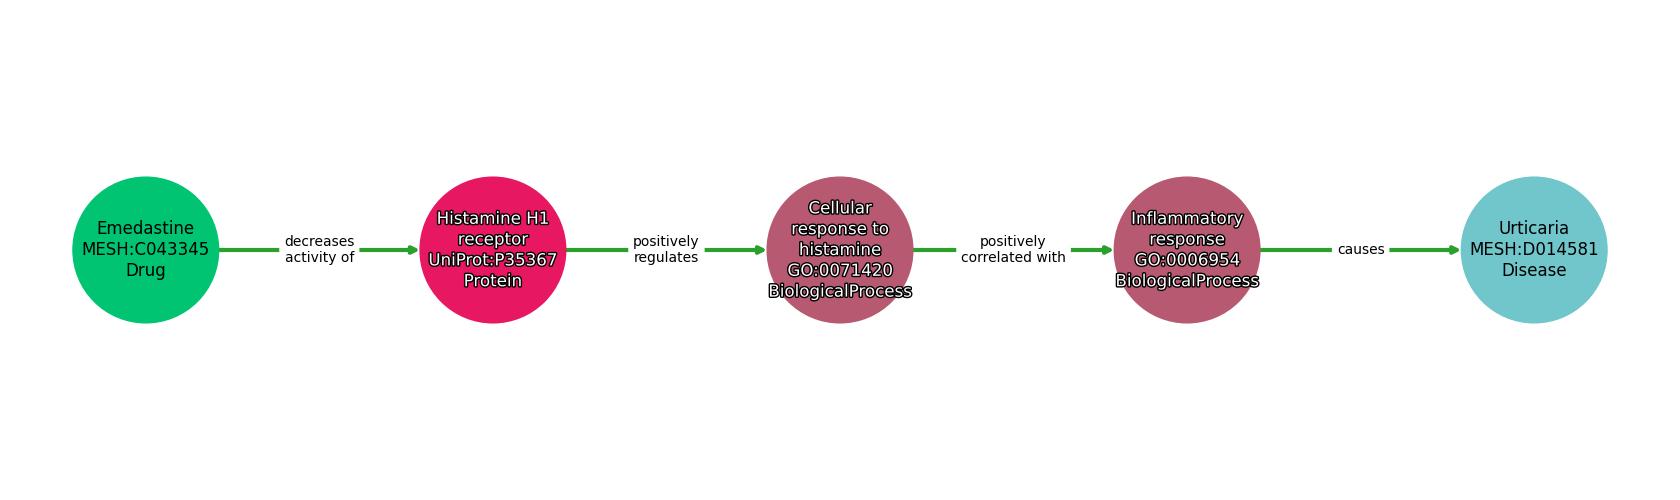 Emedastine
MESH:C043345
Drug
decreases
activity of
Histamine H1
receptor
UniProt:P35367
Protein
positively
regulates
Cellular
response to
histamine
GO:0071420
BiologicalProcess
positively
correlated with
Inflammatory
response
GO:0006954
BiologicalProcess
causes
Urticaria
MESH:D014581
Disease